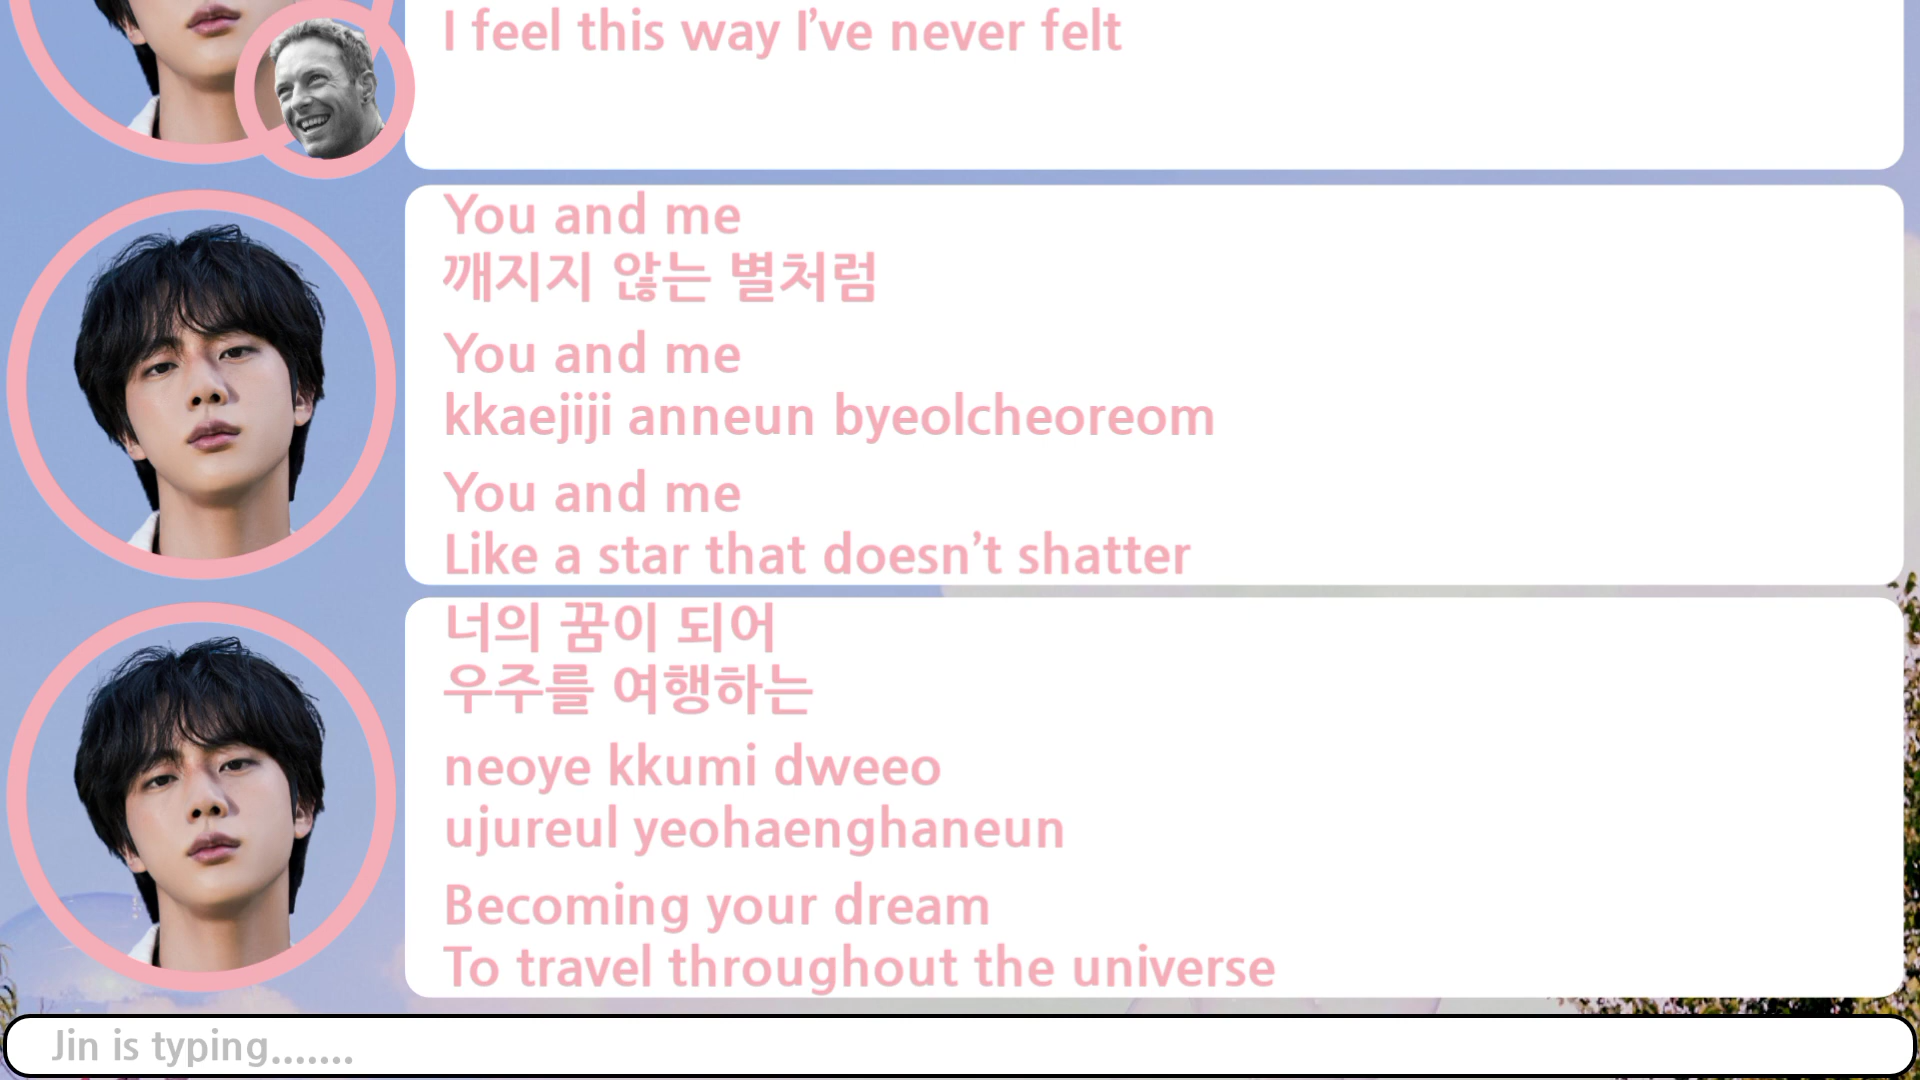 I feel this way I’ve never felt
You and me
깨지지 않는 별처럼
You and me
kkaejiji anneun byeolcheoreom
You and me
Like a star that doesn’t shatter
너의 꿈이 되어
우주를 여행하는
neoye kkumi dweeo
ujureul yeohaenghaneun
Becoming your dream
To travel throughout the universe
Jin is typing.......